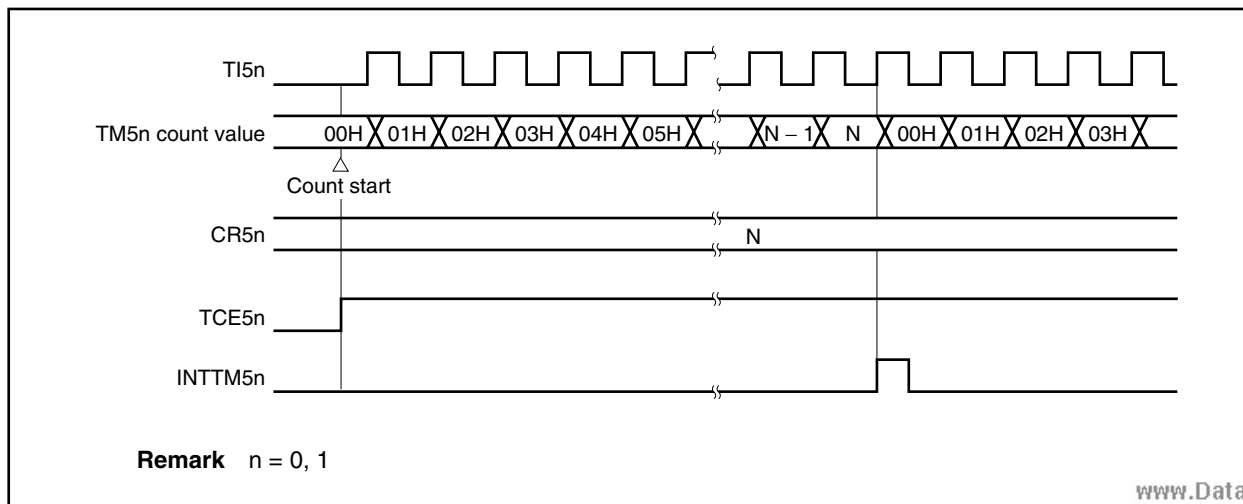 TI5n
TM5n count value 00H 01H 02H 03H 04H 05H N − 1 N 00H 01H 02H 03H
Count start
CR5n N
TCE5n
INTTM5n
Remark n = 0, 1
www.Data